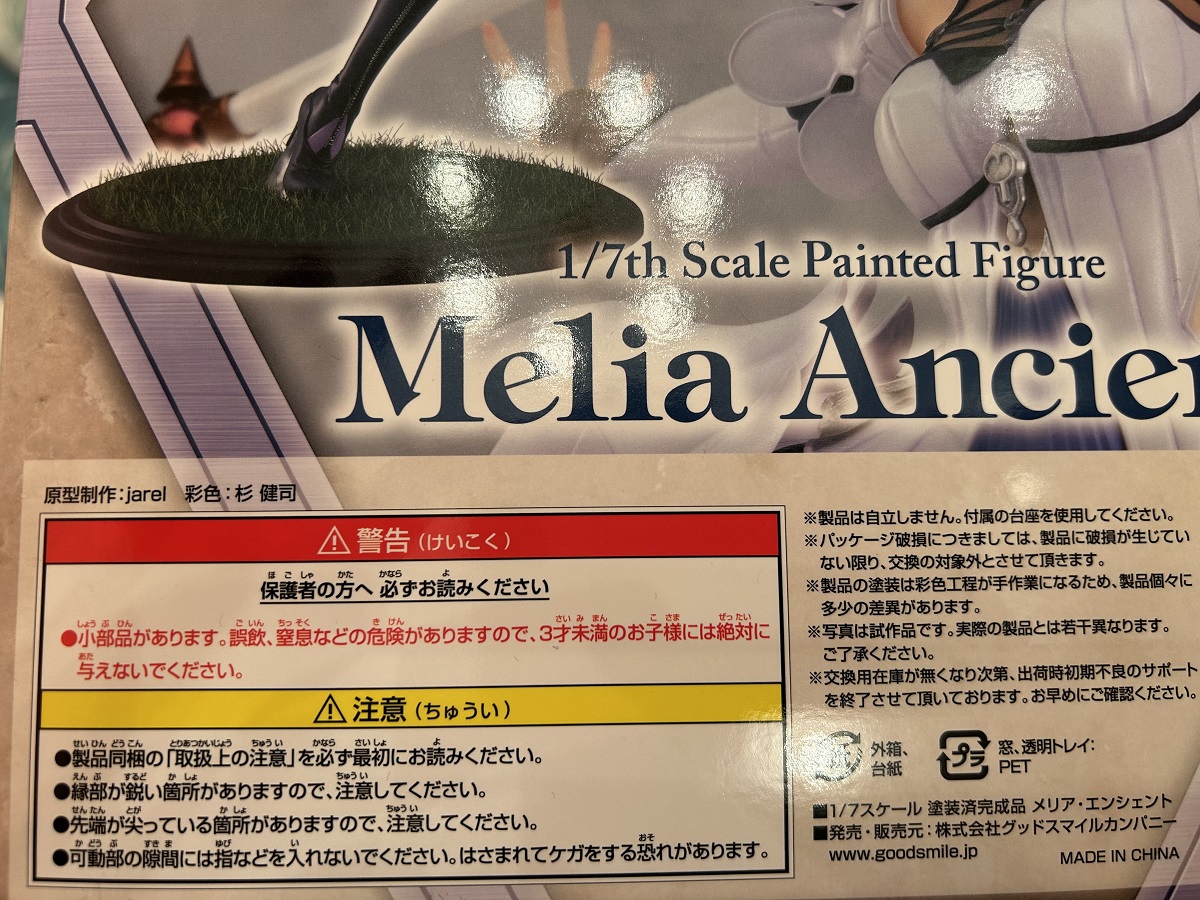 1/7th Scale Painted Figure
Melia Ancie
原型制作:jarel 彩色:杉 健司
警告(けいこく)
保護者の方へ 必ずお読みください
●小部品があります。誤飲、窒息などの危険がありますので、3才未満のお子様には絶対に
与えないでください。
注意(ちゅうい)
●製品同梱の「取扱上の注意」を必ず最初にお読みください。
●縁部が鋭い箇所がありますので、注意してください。
●先端が尖っている箇所がありますので、注意してください。
●可動部の隙間には指などを入れないでください。はさまれてケガをする恐れがあります。
※製品は自立しません。付属の台座を使用してください。
※パッケージ破損につきましては、製品に破損が生じてい
ない限り、交換の対象外とさせて頂きます。
※製品の塗装は彩色工程が手作業になるため、製品個々に
多少の差異があります。
※写真は試作品です。実際の製品とは若干異なります。
ご了承ください。
※交換用在庫が無くなり次第、出荷時初期不良のサポート
を終了させて頂いております。お早めにご確認ください。
外箱、
台紙
プラ
窓、透明トレイ:
PET
■1/7スケール 塗装済完成品 メリア・エンシェント
■発売・販売元:株式会社グッドスマイルカンパニー
www.goodsmile.jp
MADE IN CHINA